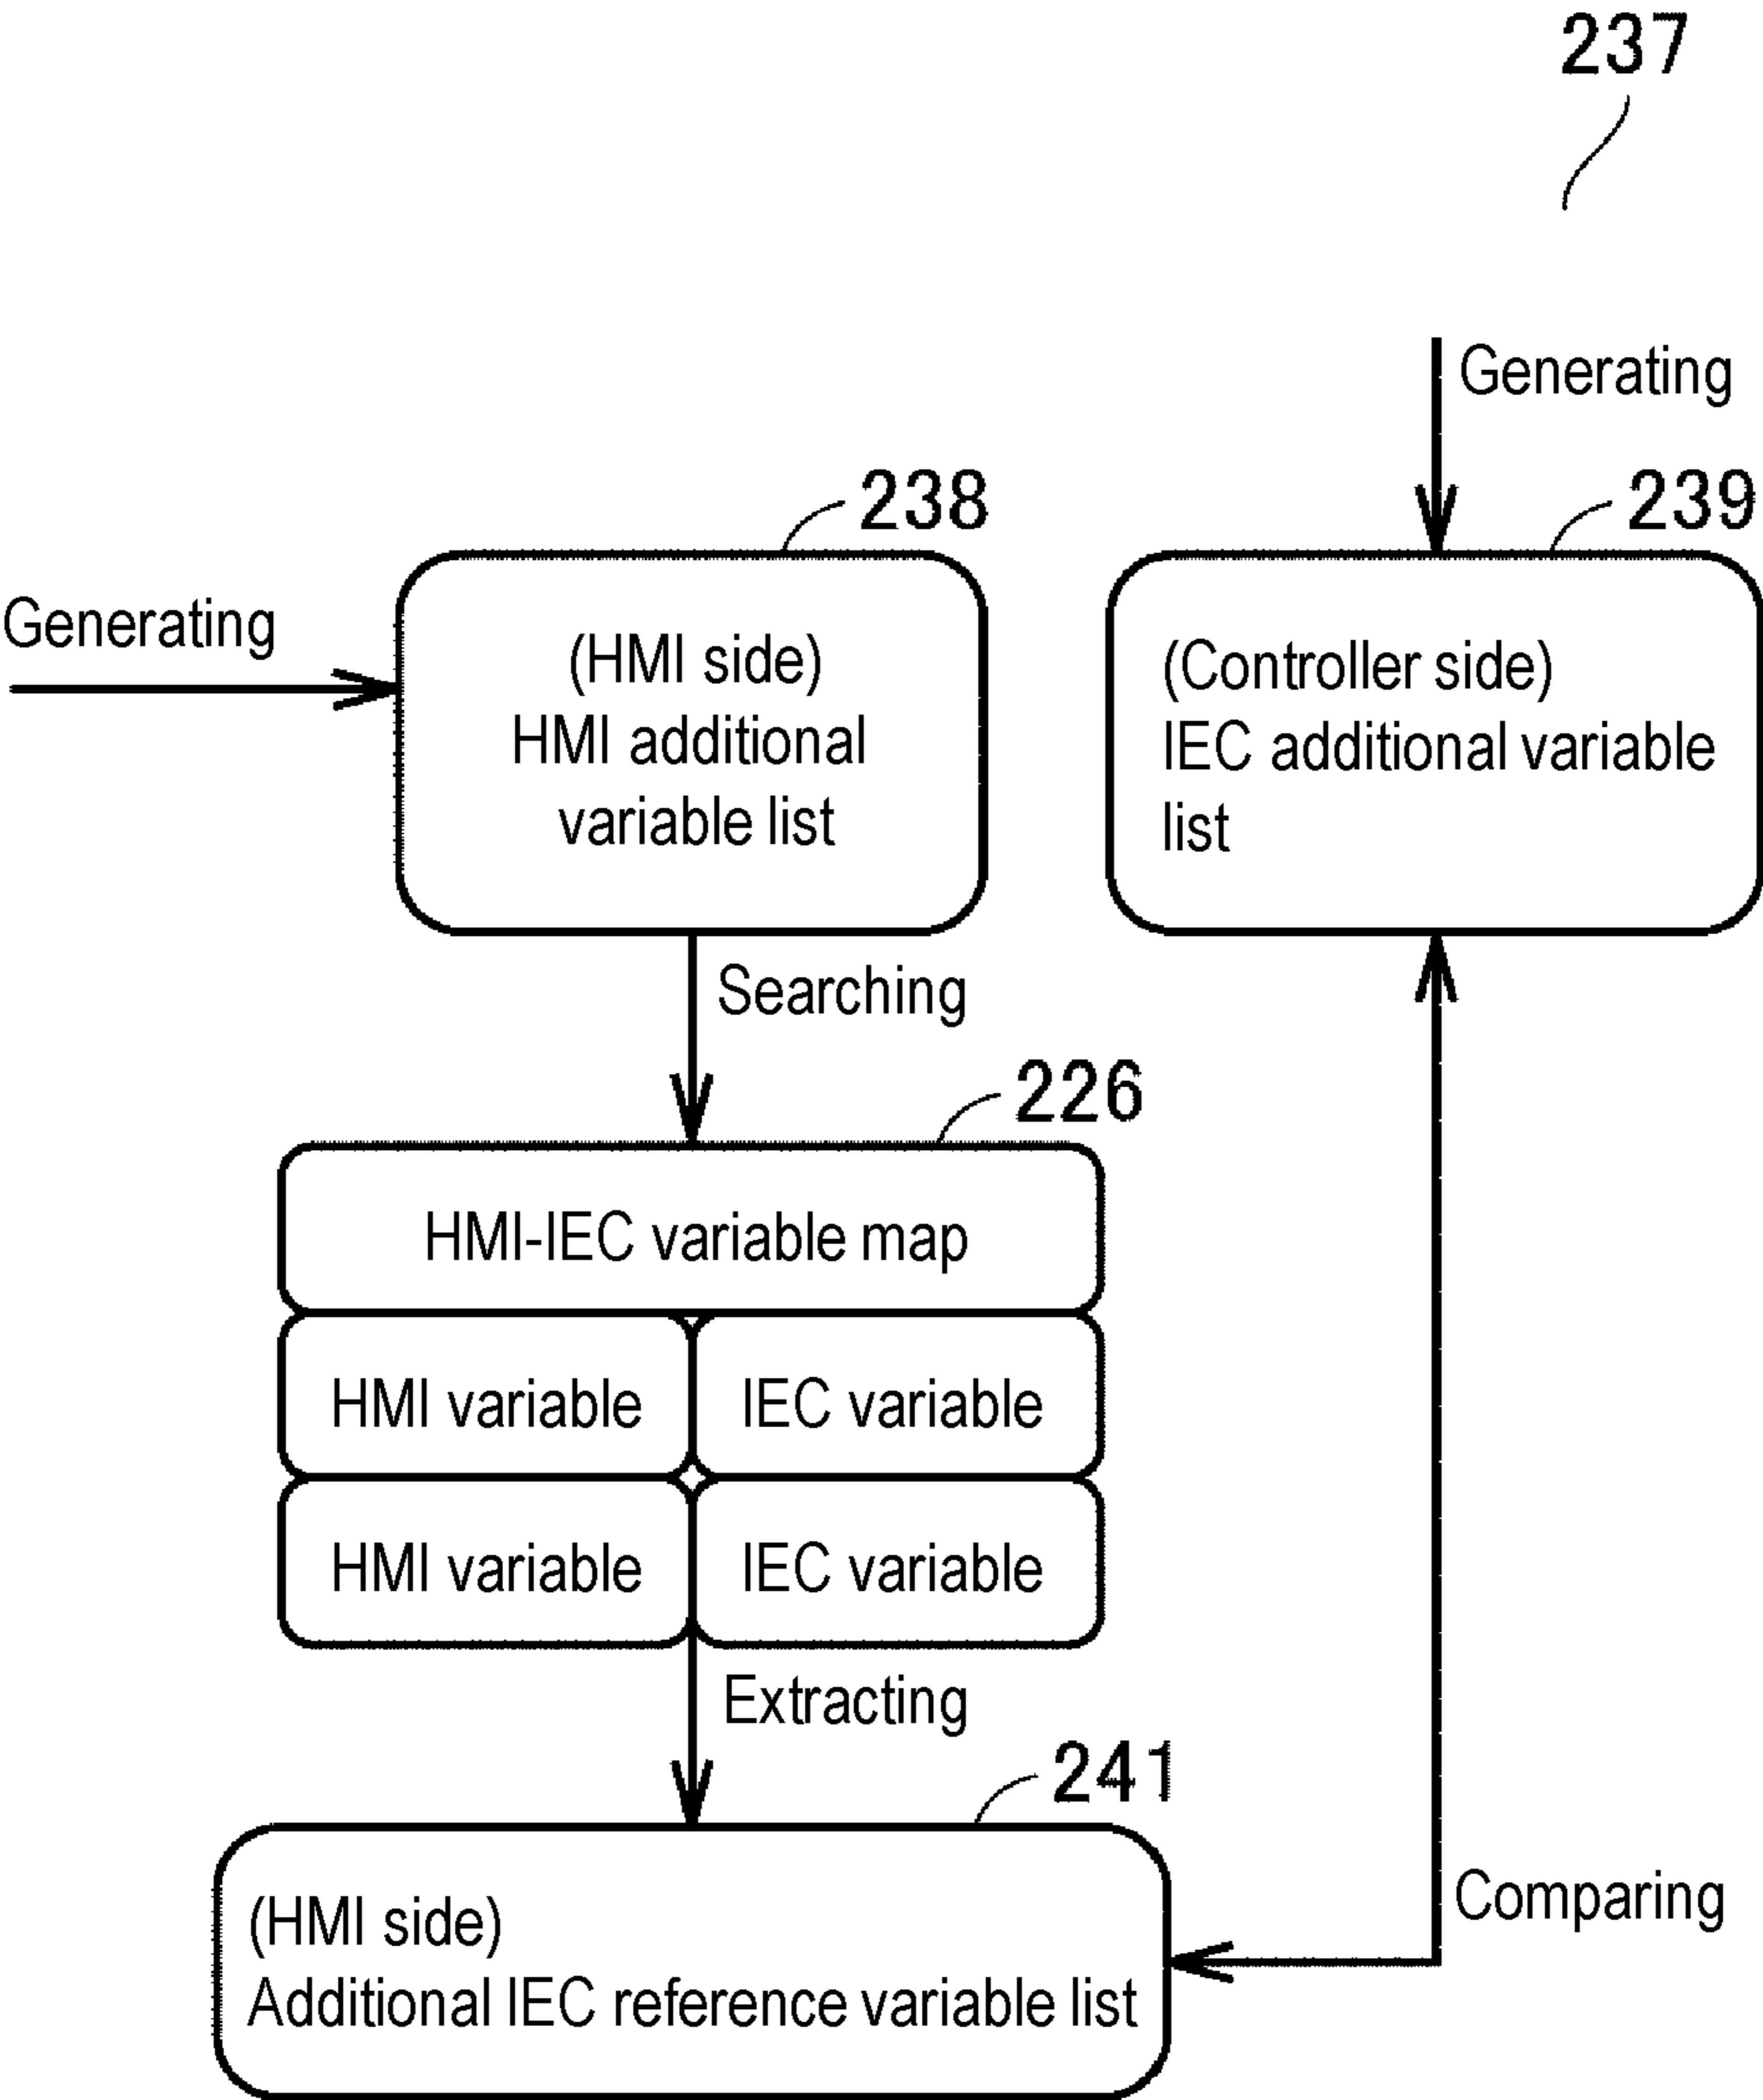 237
Generating
238
239
Generating
(HMI side)
HMI additional
variable list
(Controller side)
IEC additional variable
list
Searching
226
HMI-IEC variable map
HMI variable
IEC variable
HMI variable
IEC variable
Extracting
241
(HMI side)
Additional IEC reference variable list
Comparing